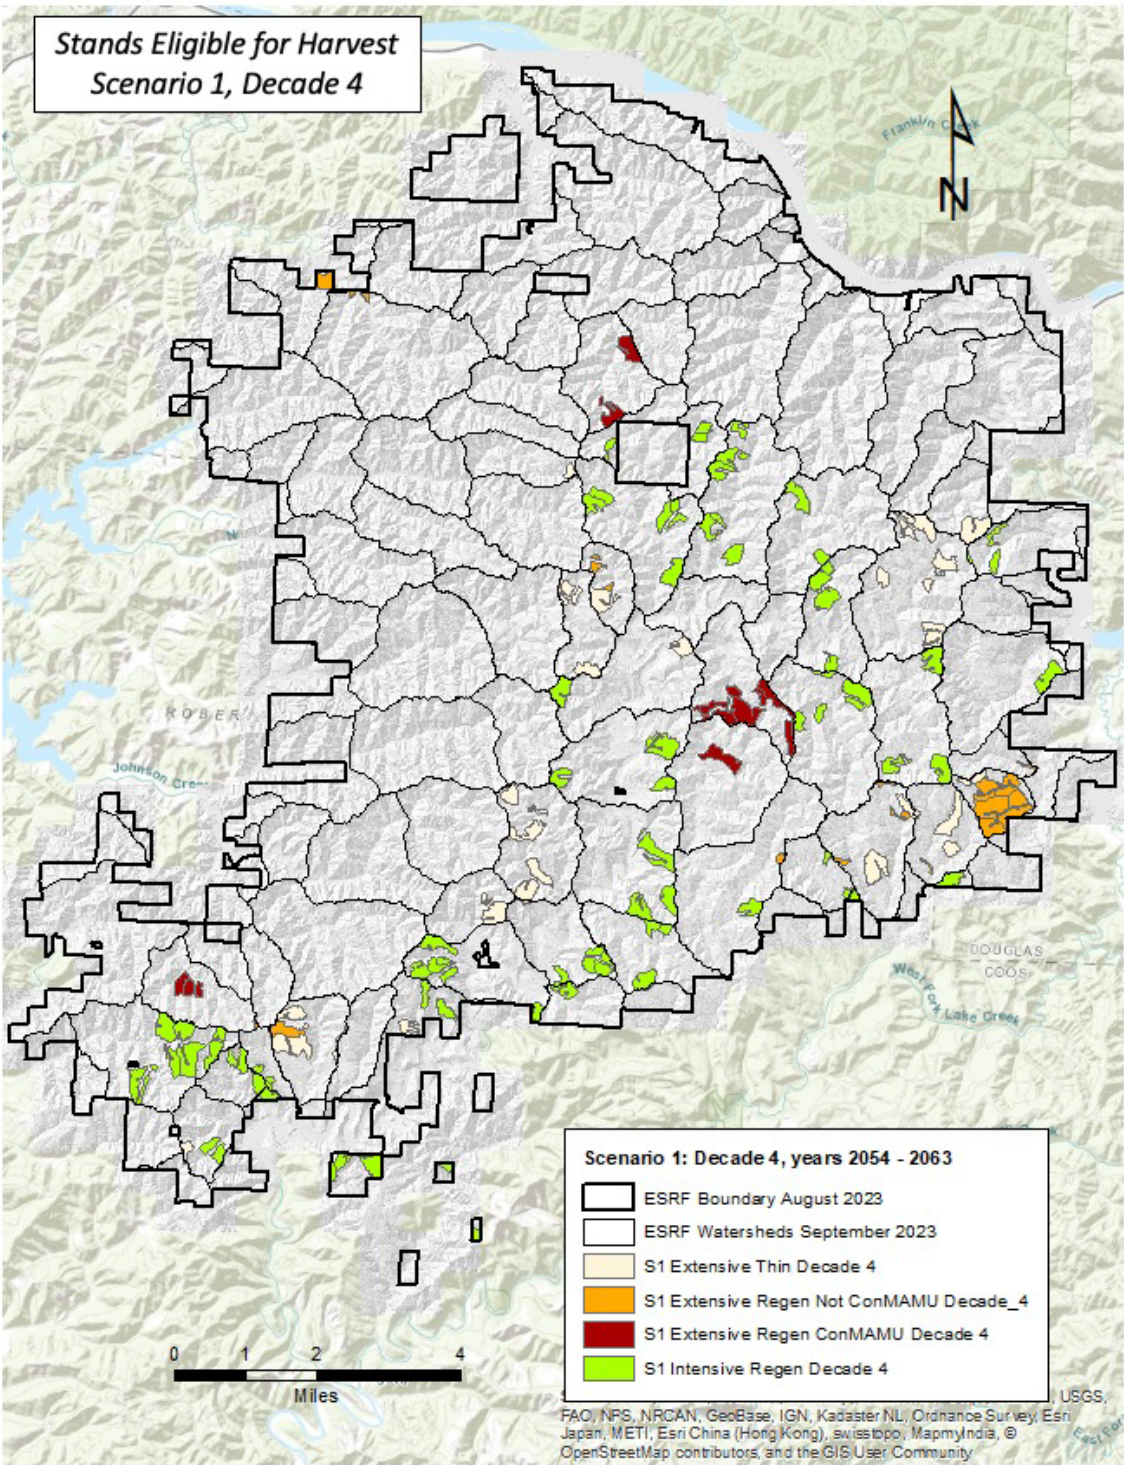 Stands Eligible for Harvest
Scenario 1, Decade 4
Franklin Creek
N
ROBER
Johnson Cre
DOUGLAS
COOS
West Fork Lake Creek
Scenario 1: Decade 4, years 2054 - 2063
ESRF Boundary August 2023
ESRF Watersheds September 2023
S1 Extensive Thin Decade 4
S1 Extensive Regen Not ConMAMU Decade_4
S1 Extensive Regen ConMAMU Decade 4
S1 Intensive Regen Decade 4
0 1 2 4
Miles
, USGS,
FAO, NPS, NRCAN, GeoBase, IGN, Kadaster NL, Ordnance Survey, Esri
Japan, METI, Esri China (Hong Kong), swisstopo, MapmyIndia, ©
OpenStreetMap contributors, and the GIS User Community
East For